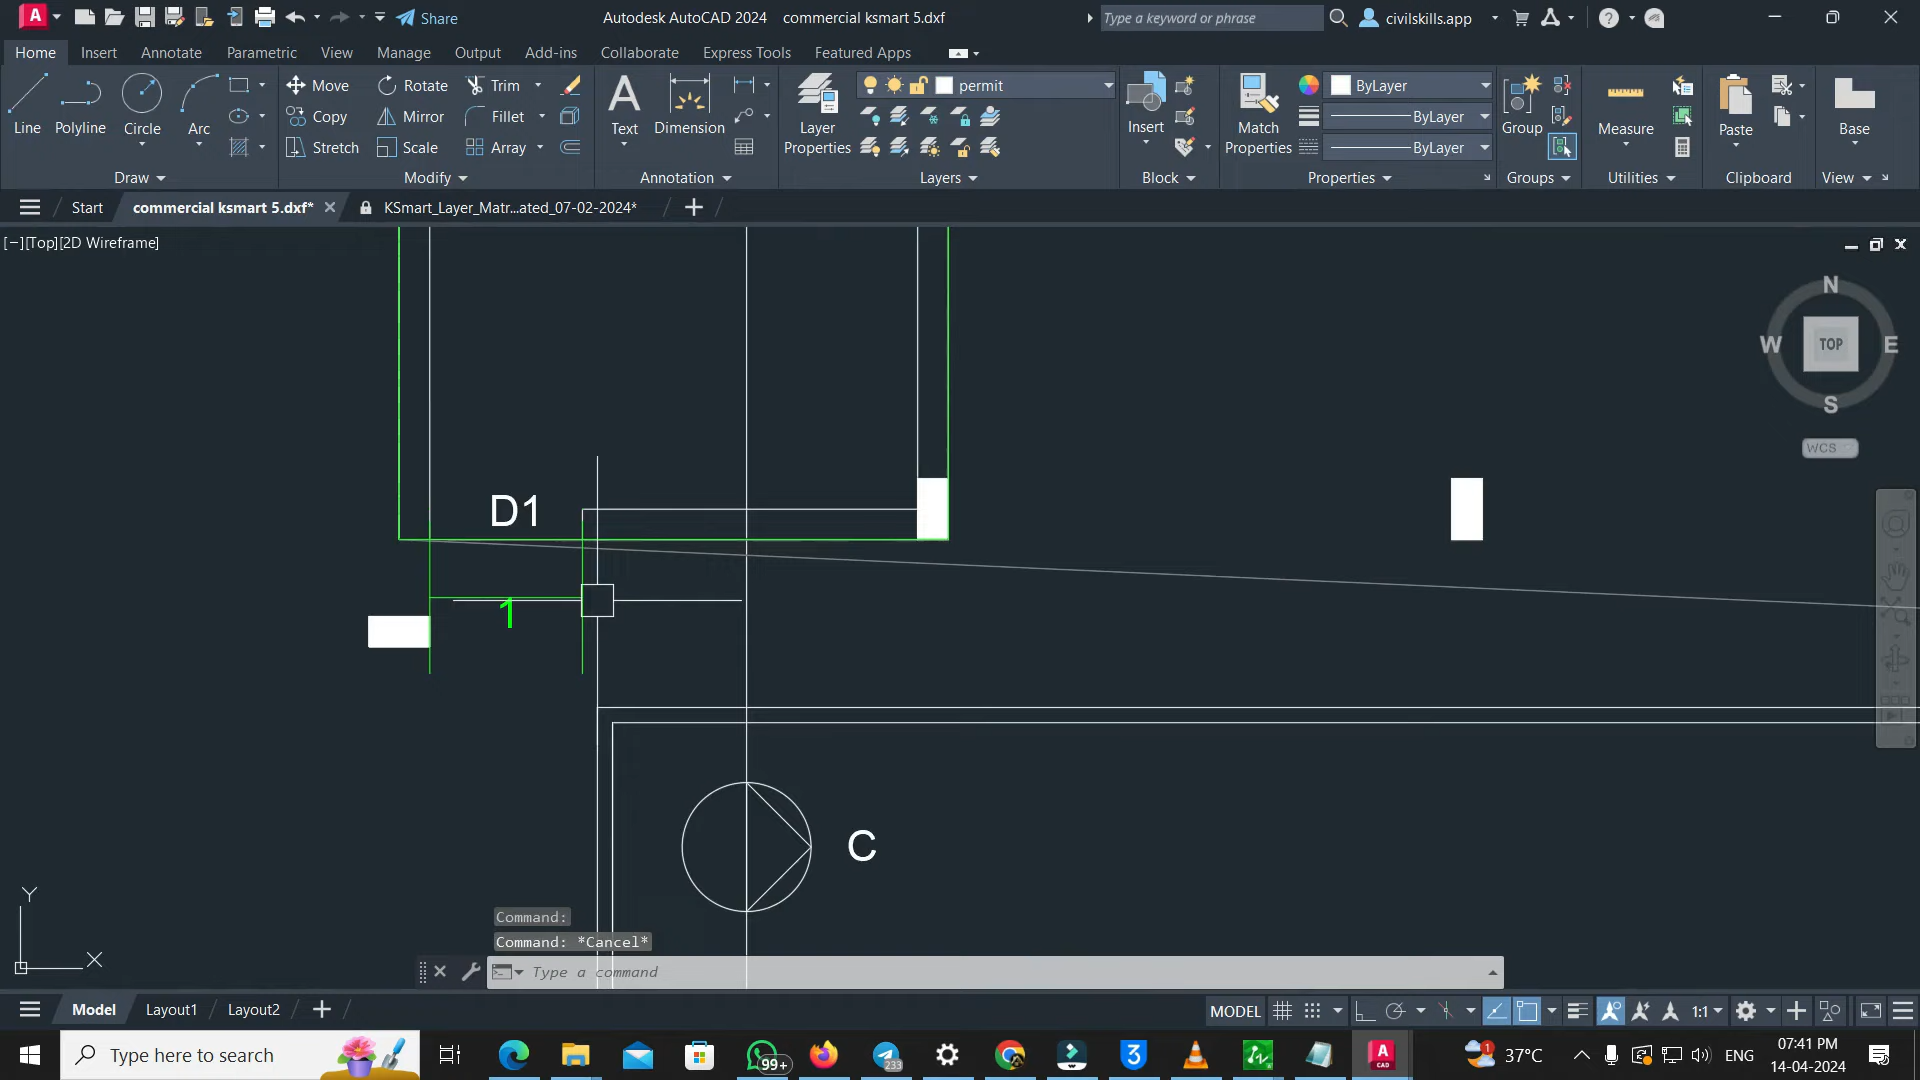 A
Share
Autodesk AutoCAD 2024 commercial ksmart 5.dxf
Type a keyword or phrase
civilskills.app
Home Insert Annotate Parametric View Manage Output Add-ins Collaborate Express Tools Featured Apps
Line Polyline Circle Arc
Move Rotate Trim
Copy Mirror Fillet
Stretch Scale Array
Text Dimension
Layer Properties
permit
Insert
Match Properties
ByLayer
ByLayer
ByLayer
Group
Measure
Paste
Base
Draw Modify Annotation Layers Block Properties Groups Utilities Clipboard View
Start commercial ksmart 5.dxf* KSmart_Layer_Matr...ated_07-02-2024*
[−][Top][2D Wireframe]
N
W TOP E
S
WCS
D1
1
C
Y
X
Command:
Command: *Cancel*
Type a command
Model Layout1 Layout2
MODEL 1:1
Type here to search
99+
233
3
A
CAD
1
37°C
ENG
07:41 PM
14-04-2024